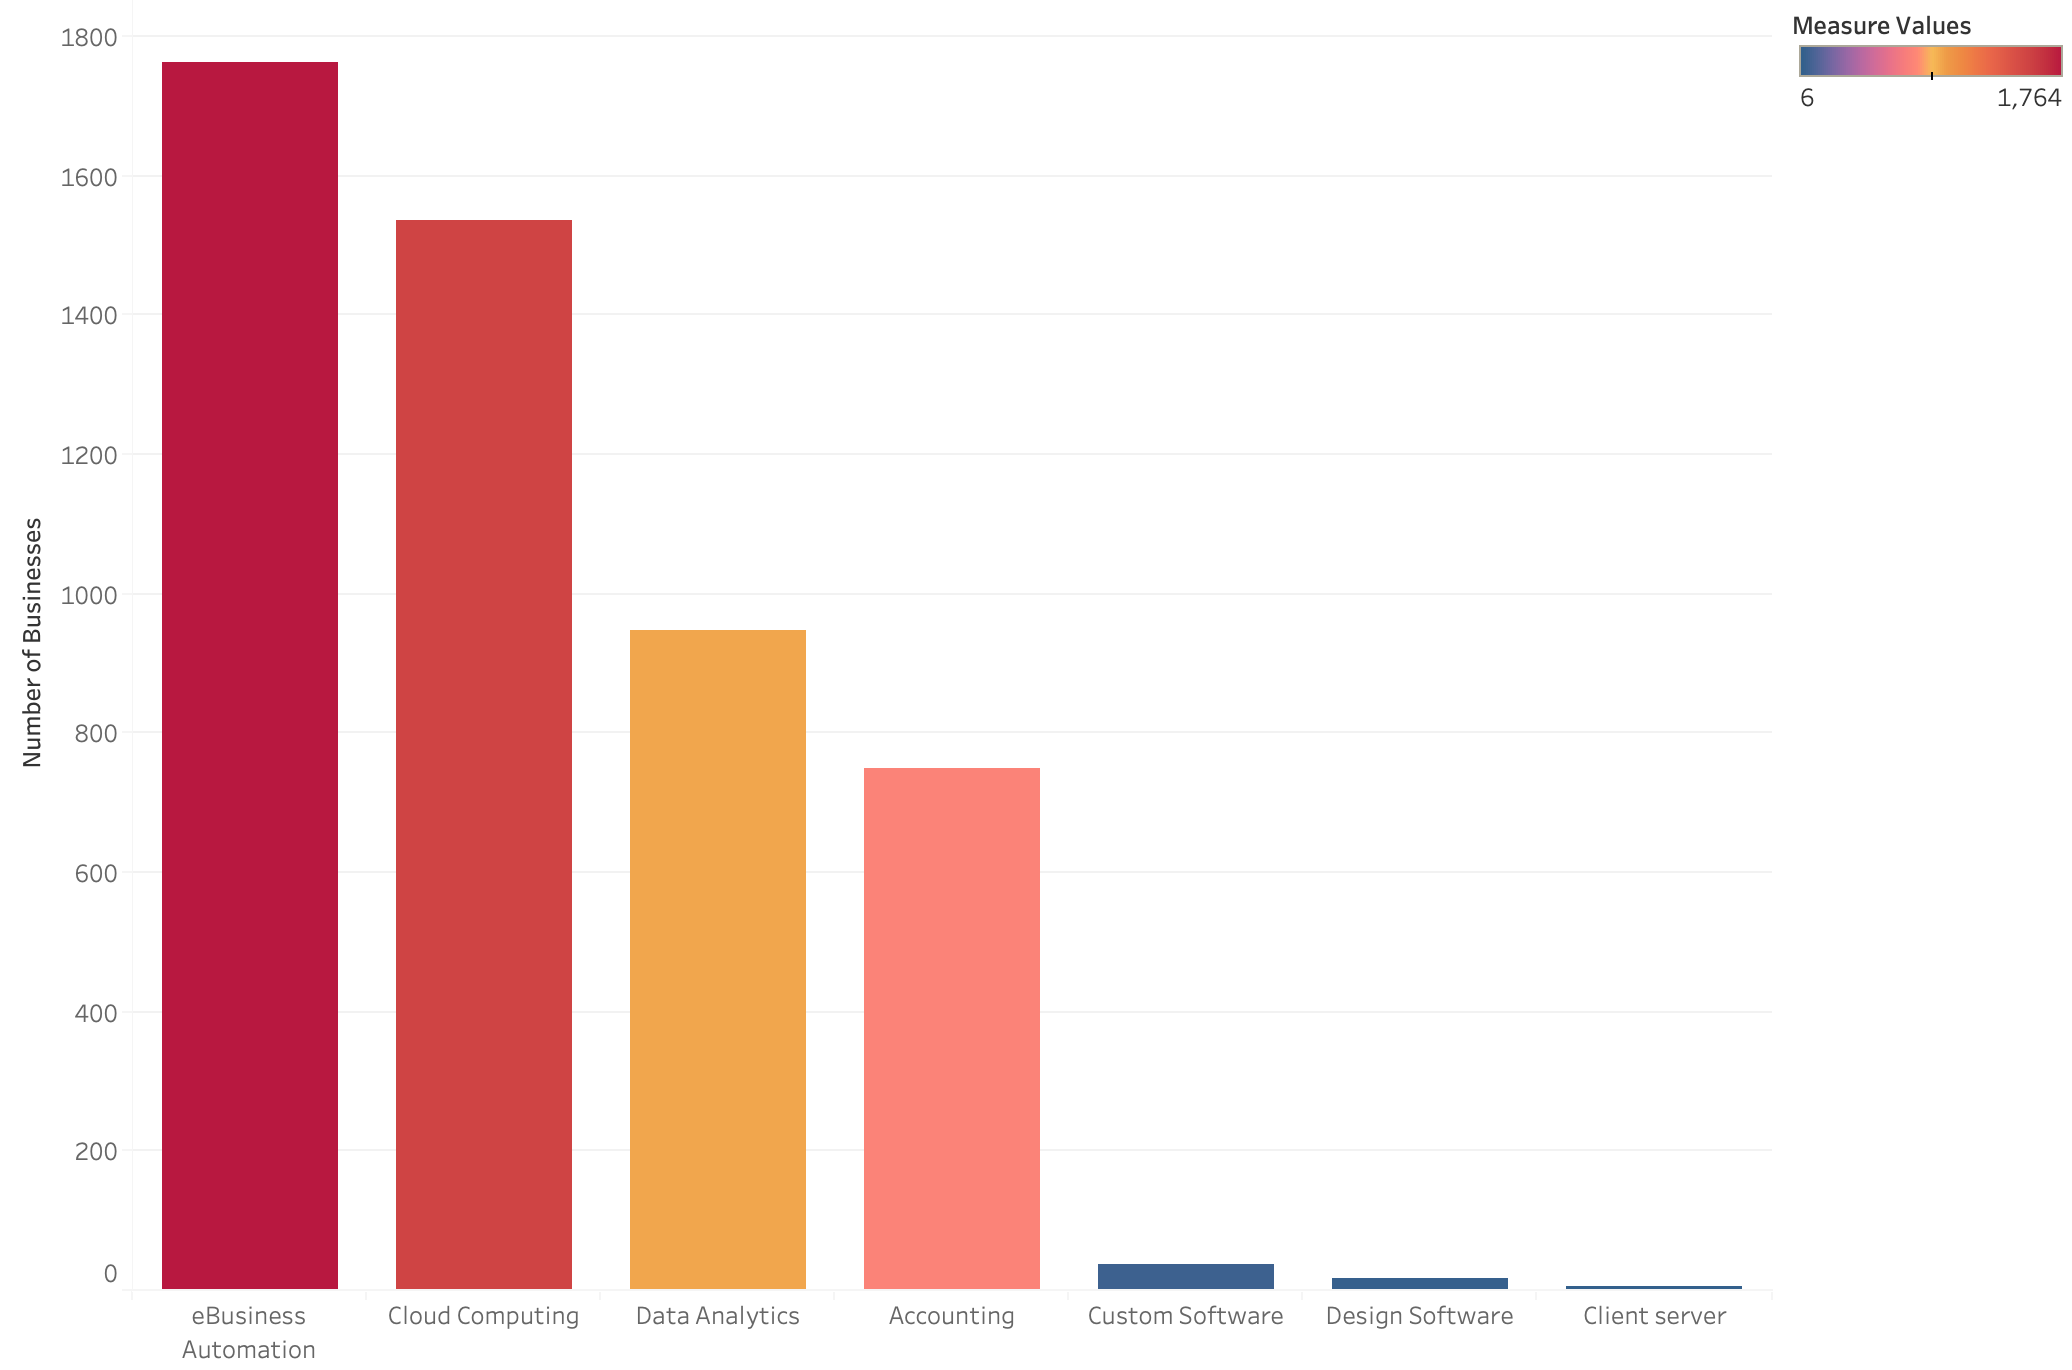 Measure Values
6
1,764
Number of Businesses
1800
1600
1400
1200
1000
800
600
400
200
0
eBusiness
Automation
Cloud Computing
Data Analytics
Accounting
Custom Software
Design Software
Client server